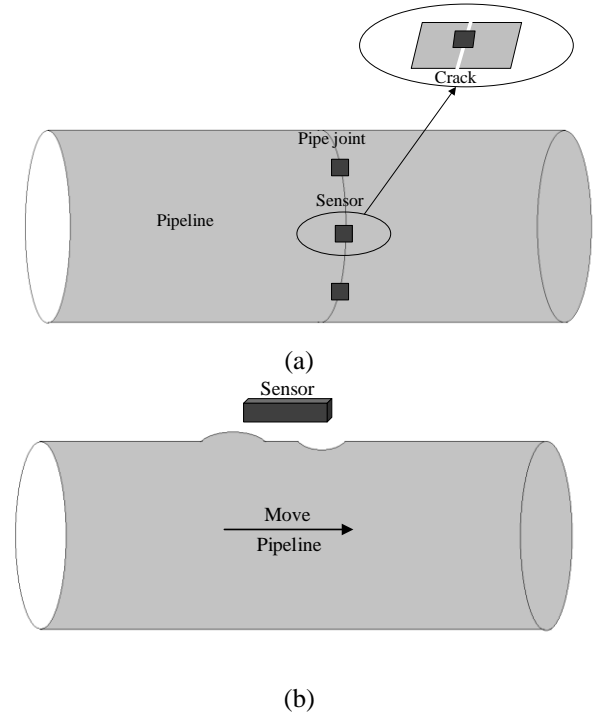 Crack
Pipe joint
Sensor
Pipeline
(a)
Sensor
Move
Pipeline
(b)